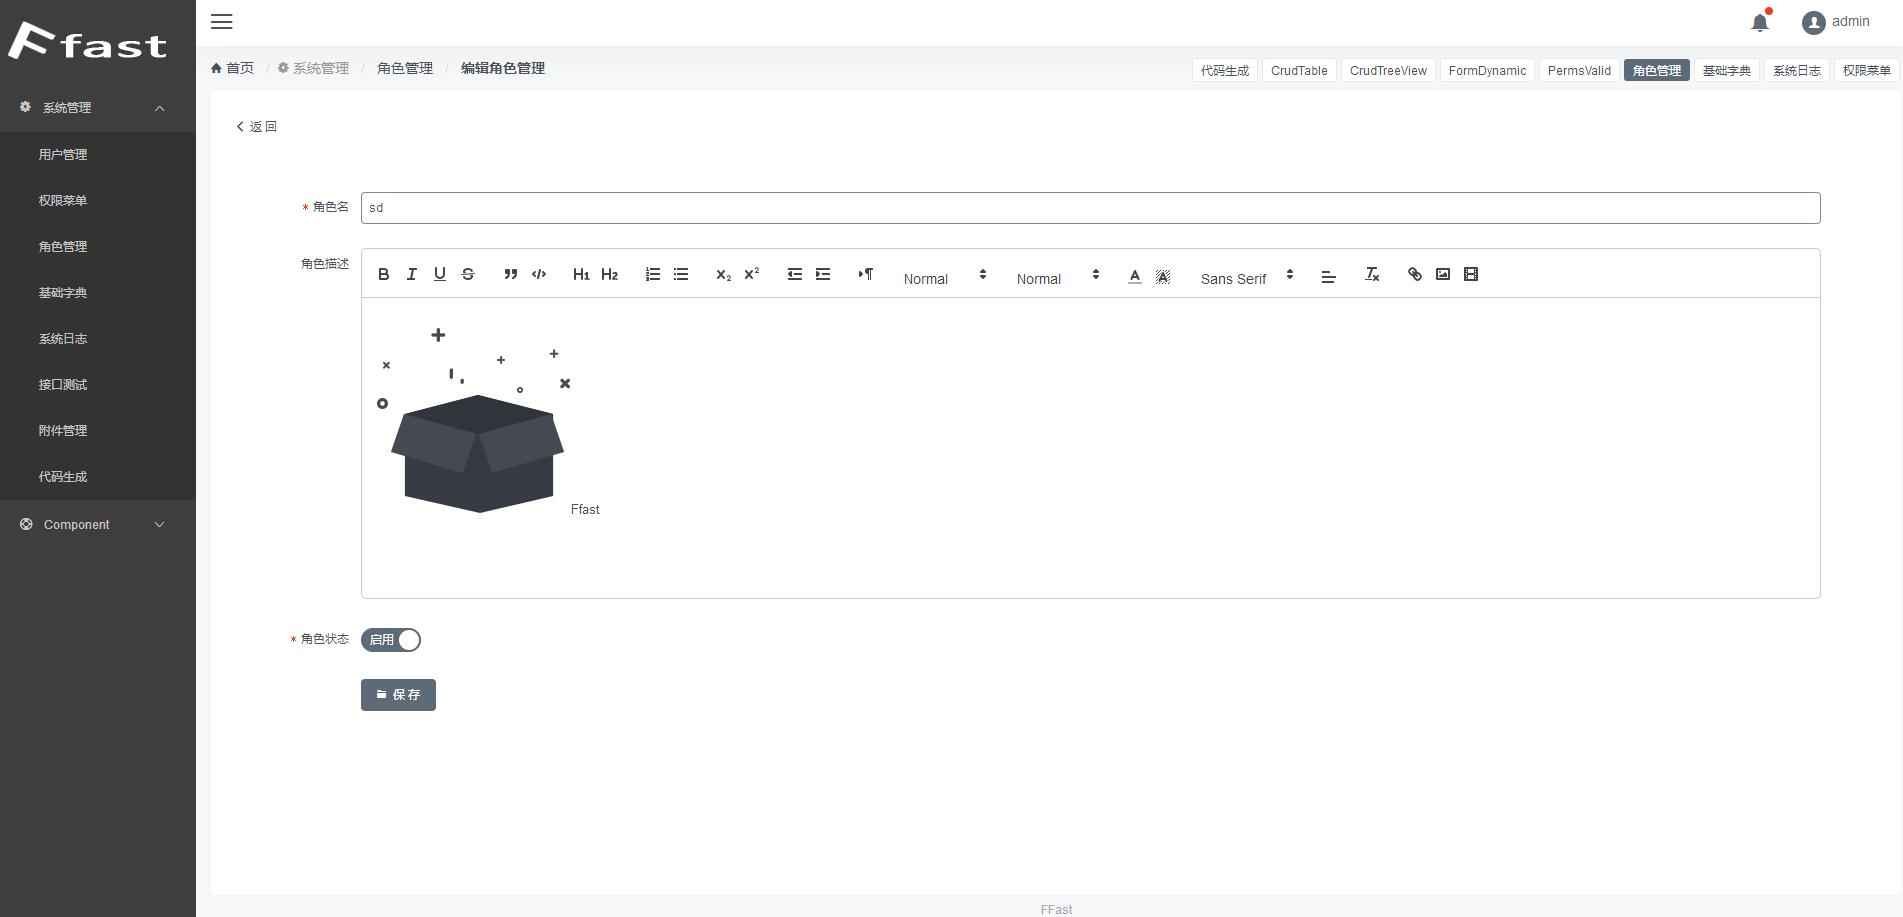 Ffast
admin
首页 / 系统管理 / 角色管理 / 编辑角色管理
代码生成 CrudTable CrudTreeView FormDynamic PermsValid 角色管理 基础字典 系统日志 权限菜单
系统管理
用户管理
权限菜单
角色管理
基础字典
系统日志
接口测试
附件管理
代码生成
Component
返回
* 角色名 sd
角色描述
B I U S H1 H2 X2 X2 Normal Normal A A Sans Serif Tx
Ffast
* 角色状态 启用
保存
FFast